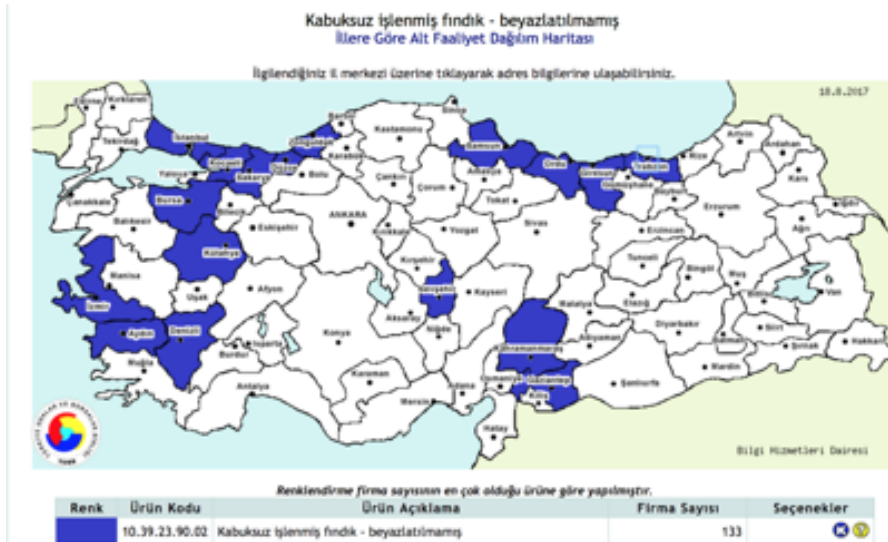 Kabuksuz işlenmiş fındık - beyazlatılmamış
İllere Göre Alt Faaliyet Dağılım Haritası
İlgilendiğiniz il merkezi üzerine tıklayarak adres bilgilerine ulaşabilirsiniz.
18.8.2017
Edirne
Kırklareli
Tekirdağ
İstanbul
Kocaeli
Yalova
Sakarya
Düzce
Zonguldak
Bartın
Karabük
Kastamonu
Sinop
Samsun
Ordu
Giresun
Trabzon
Rize
Artvin
Ardahan
Kars
Iğdır
Ağrı
Erzurum
Bayburt
Gümüşhane
Erzincan
Tunceli
Bingöl
Muş
Bitlis
Van
Hakkari
Şırnak
Siirt
Batman
Mardin
Diyarbakır
Elazığ
Malatya
Adıyaman
Şanlıurfa
Gaziantep
Kilis
Kahramanmaraş
Osmaniye
Hatay
Adana
Mersin
Karaman
Konya
Niğde
Aksaray
Nevşehir
Kayseri
Kırşehir
Yozgat
Sivas
Tokat
Amasya
Çorum
Çankırı
Kırıkkale
ANKARA
Bolu
Eskişehir
Bilecik
Bursa
Balıkesir
Çanakkale
Kütahya
Manisa
İzmir
Uşak
Afyon
Aydın
Denizli
Muğla
Burdur
Isparta
Antalya
Bilgi Hizmetleri Dairesi
Renklendirme firma sayısının en çok olduğu ürüne göre yapılmıştır.
Renk Ürün Kodu Ürün Açıklama Firma Sayısı Seçenekler
10.39.23.90.02 Kabuksuz işlenmiş fındık - beyazlatılmamış 133